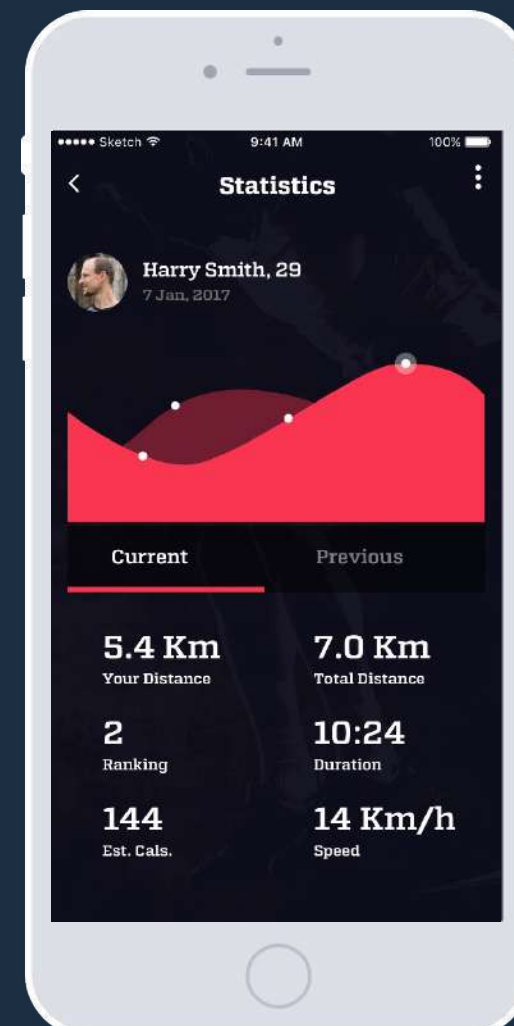 Sketch 9:41 AM 100%
Statistics
Harry Smith, 29
7 Jan, 2017
Current Previous
5.4 Km 7.0 Km
Your Distance Total Distance
2 10:24
Ranking Duration
144 14 Km/h
Est. Cals. Speed